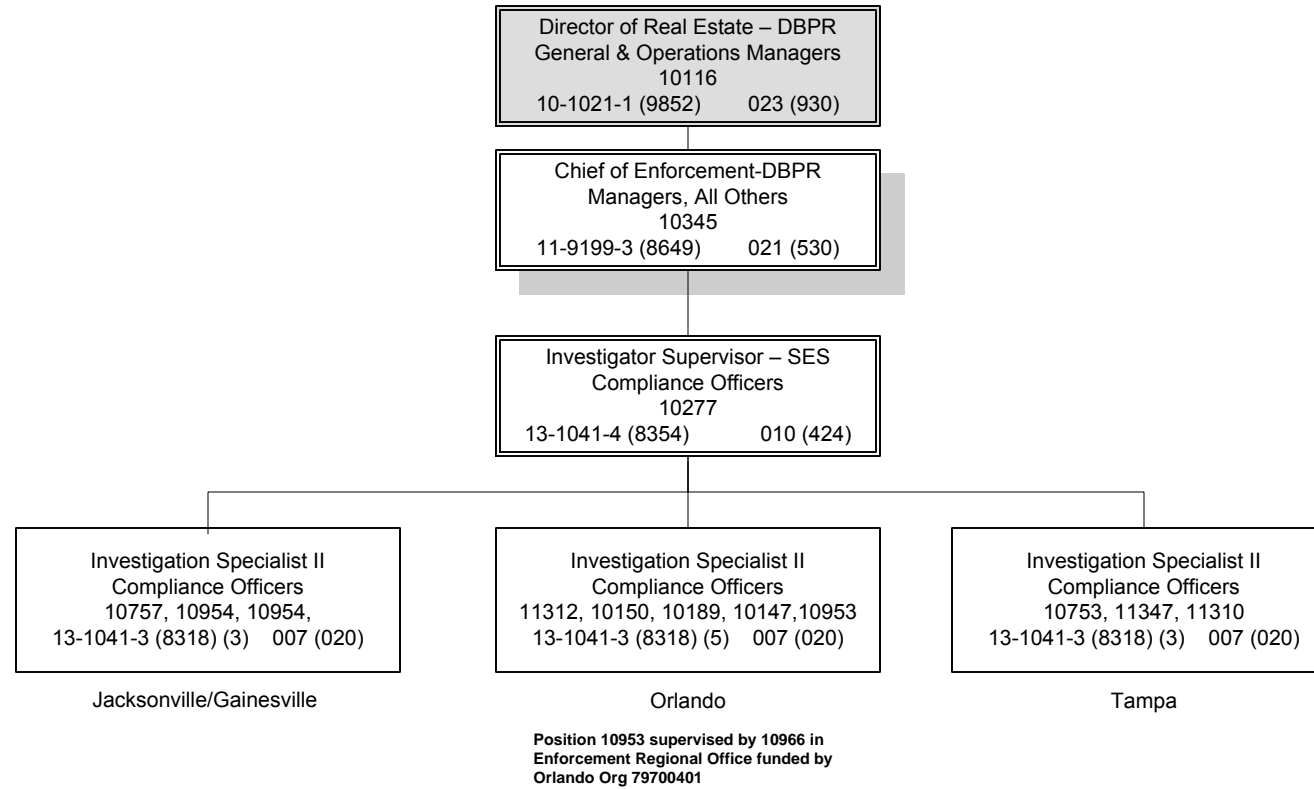 Director of Real Estate – DBPR
General & Operations Managers
10116
10-1021-1 (9852) 023 (930)
Chief of Enforcement-DBPR
Managers, All Others
10345
11-9199-3 (8649) 021 (530)
Investigator Supervisor – SES
Compliance Officers
10277
13-1041-4 (8354) 010 (424)
Investigation Specialist II
Compliance Officers
10757, 10954, 10954,
13-1041-3 (8318) (3) 007 (020)
Jacksonville/Gainesville
Investigation Specialist II
Compliance Officers
11312, 10150, 10189, 10147,10953
13-1041-3 (8318) (5) 007 (020)
Orlando
Position 10953 supervised by 10966 in
Enforcement Regional Office funded by
Orlando Org 79700401
Investigation Specialist II
Compliance Officers
10753, 11347, 11310
13-1041-3 (8318) (3) 007 (020)
Tampa